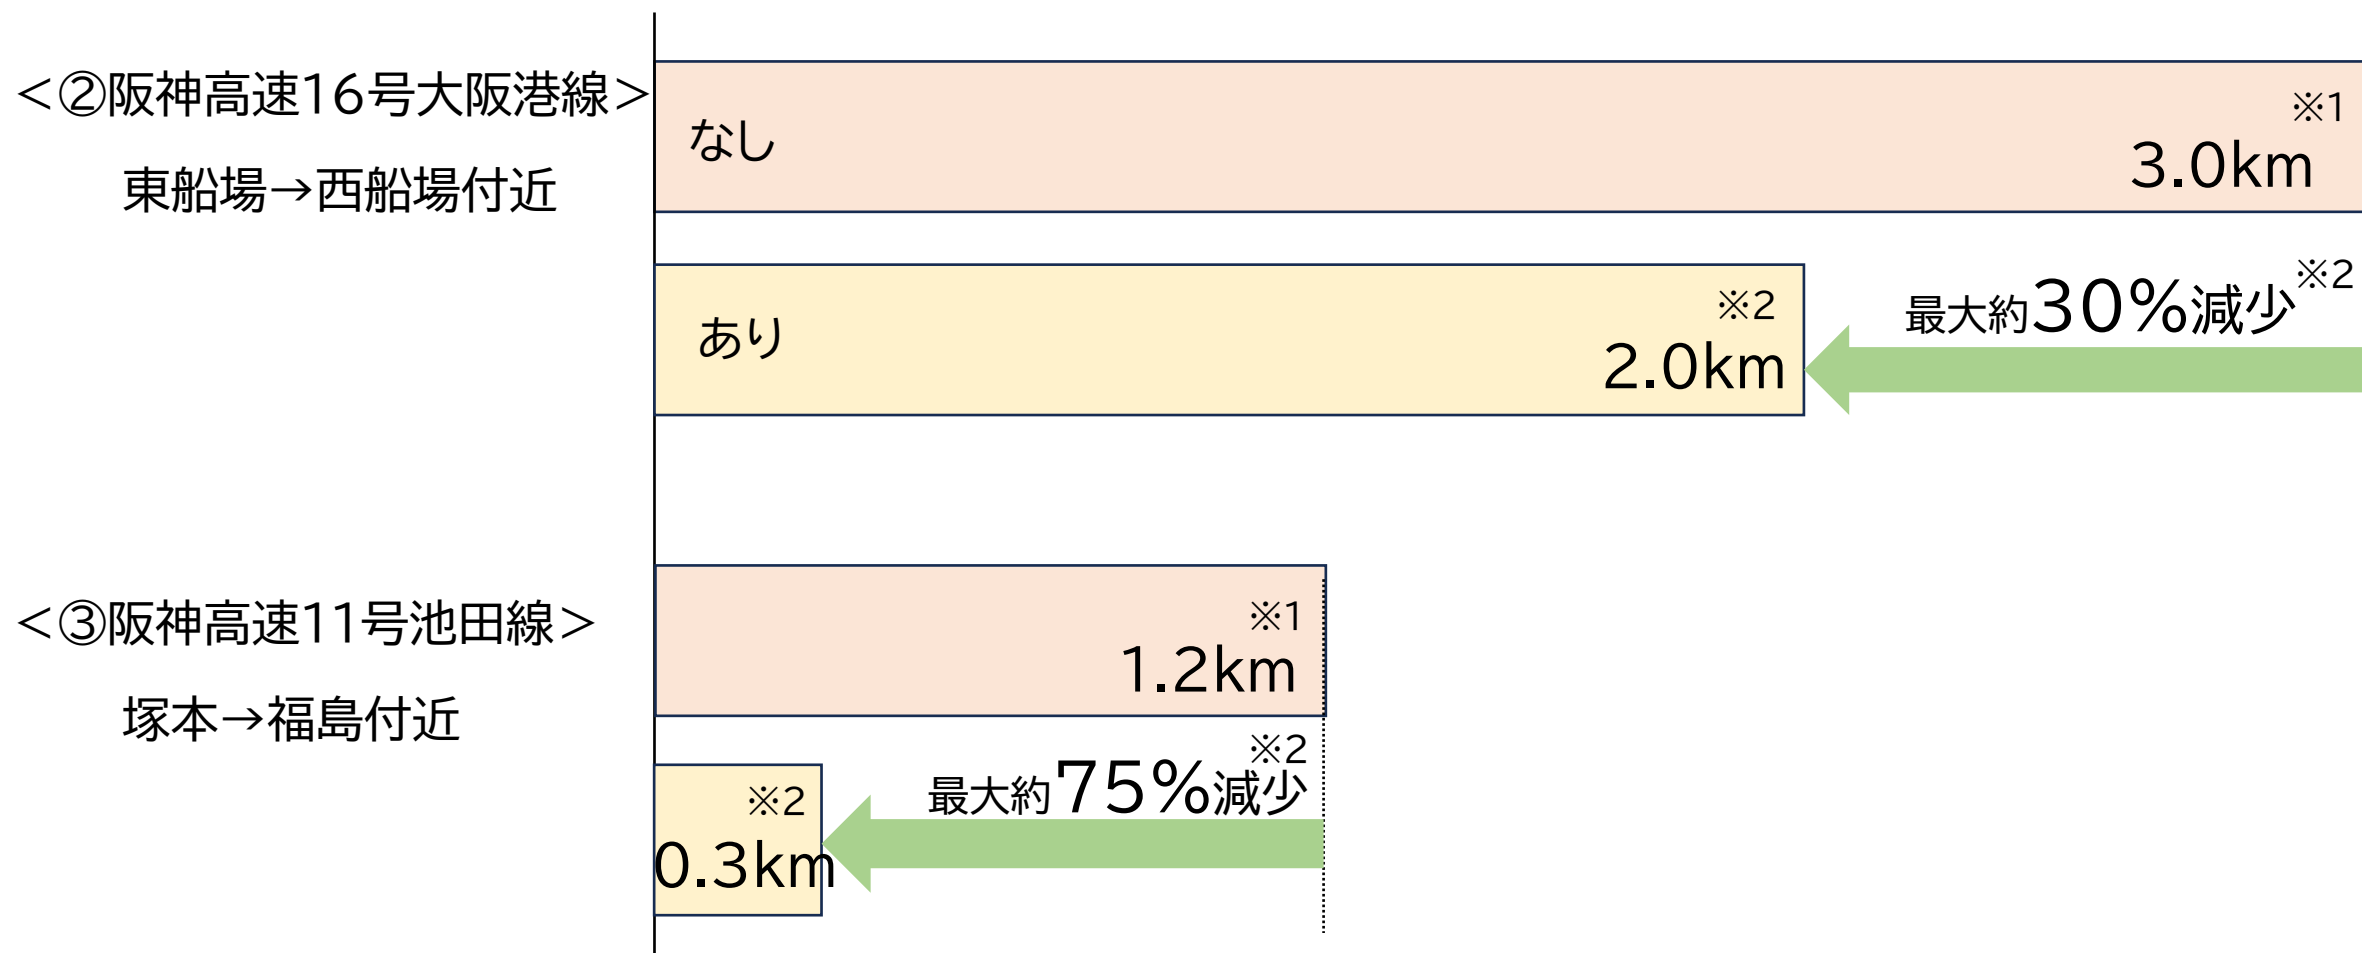 <②阪神高速16号大阪港線>
東船場→西船場付近
なし
※1
3.0km
あり
※2
2.0km
最大約30%減少※2
<③阪神高速11号池田線>
塚本→福島付近
※1
1.2km
※2
0.3km
最大約75%減少※2